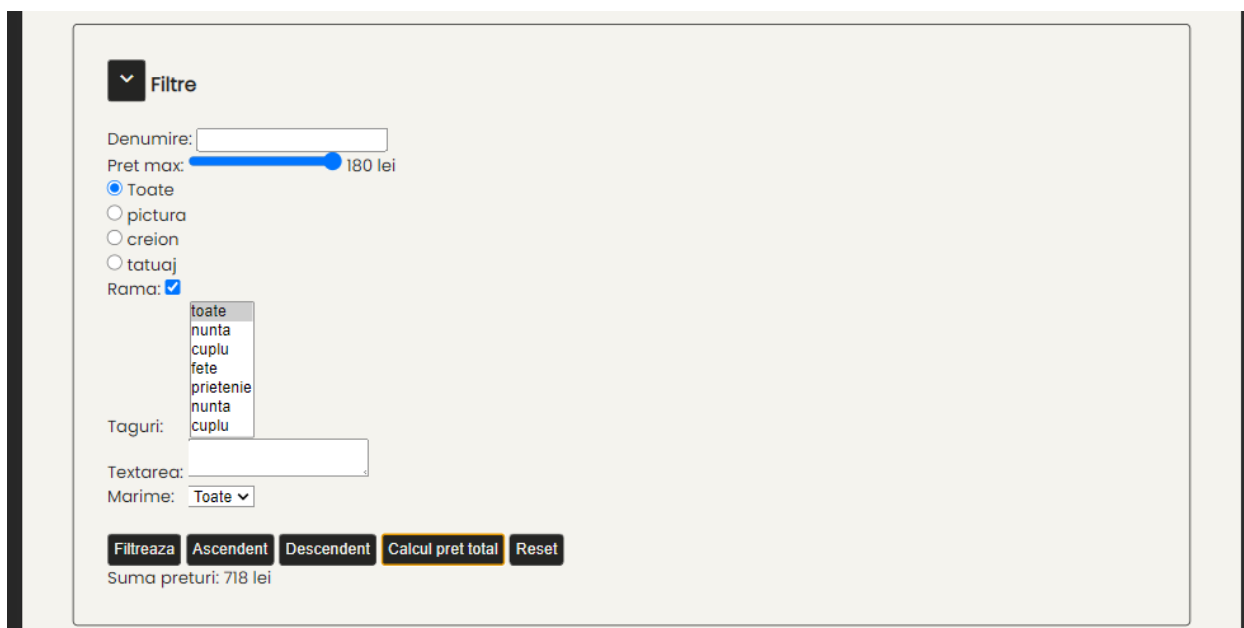 Filtre
Denumire:
Pret max: 180 lei
Toate
pictura
creion
tatuaj
Rama:
toate
nunta
cuplu
fete
prietenie
nunta
Taguri: cuplu
Textarea:
Marime: Toate
Filtreaza Ascendent Descendent Calcul pret total Reset
Suma preturi: 718 lei